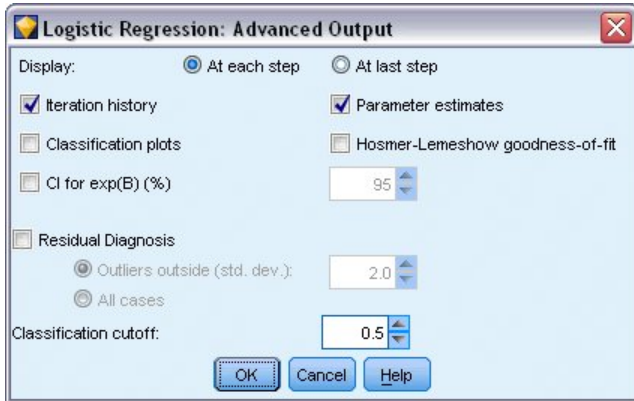 Logistic Regression: Advanced Output
Display: At each step At last step
Iteration history Parameter estimates
Classification plots Hosmer-Lemeshow goodness-of-fit
CI for exp(B) (%) 95
Residual Diagnosis
Outliers outside (std. dev.): 2.0
All cases
Classification cutoff: 0.5
OK Cancel Help